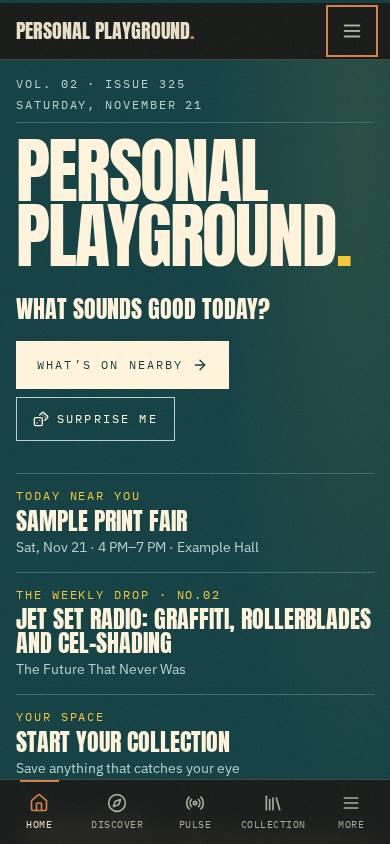 PERSONAL PLAYGROUND.
VOL. 02 · ISSUE 325
SATURDAY, NOVEMBER 21
PERSONAL
PLAYGROUND.
WHAT SOUNDS GOOD TODAY?
WHAT’S ON NEARBY →
SURPRISE ME
TODAY NEAR YOU
SAMPLE PRINT FAIR
Sat, Nov 21 · 4 PM–7 PM · Example Hall
THE WEEKLY DROP · NO.02
JET SET RADIO: GRAFFITI, ROLLERBLADES
AND CEL-SHADING
The Future That Never Was
YOUR SPACE
START YOUR COLLECTION
Save anything that catches your eye
HOME DISCOVER PULSE COLLECTION MORE